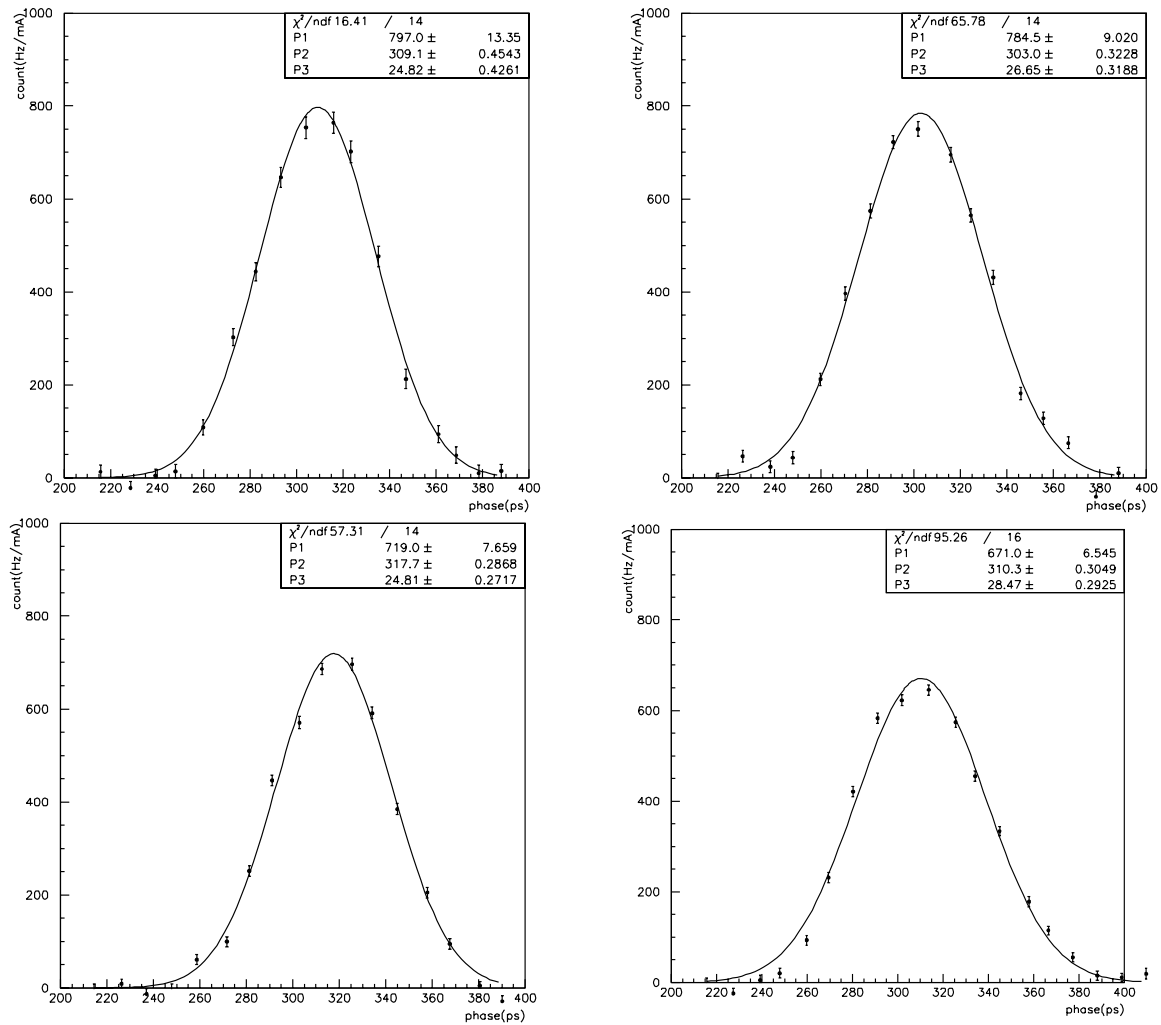 χ²/ndf 16.41 / 14
P1 797.0 ± 13.35
P2 309.1 ± 0.4543
P3 24.82 ± 0.4261
count(Hz/mA)
1000
800
600
400
200
0
200 220 240 260 280 300 320 340 360 380 400
phase(ps)
χ²/ndf 65.78 / 14
P1 784.5 ± 9.020
P2 303.0 ± 0.3228
P3 26.65 ± 0.3188
count(Hz/mA)
1000
800
600
400
200
0
200 220 240 260 280 300 320 340 360 380 400
phase(ps)
χ²/ndf 57.31 / 14
P1 719.0 ± 7.659
P2 317.7 ± 0.2868
P3 24.81 ± 0.2717
count(Hz/mA)
1000
800
600
400
200
0
200 220 240 260 280 300 320 340 360 380 400
phase(ps)
χ²/ndf 95.26 / 16
P1 671.0 ± 6.545
P2 310.3 ± 0.3049
P3 28.47 ± 0.2925
count(Hz/mA)
1000
800
600
400
200
0
200 220 240 260 280 300 320 340 360 380 400
phase(ps)